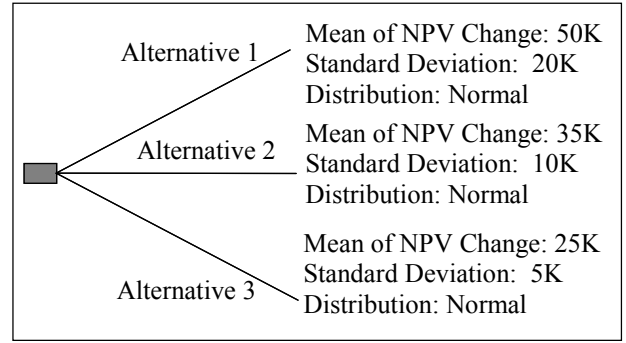 Alternative 1
Mean of NPV Change: 50K
Standard Deviation: 20K
Distribution: Normal
Alternative 2
Mean of NPV Change: 35K
Standard Deviation: 10K
Distribution: Normal
Alternative 3
Mean of NPV Change: 25K
Standard Deviation: 5K
Distribution: Normal